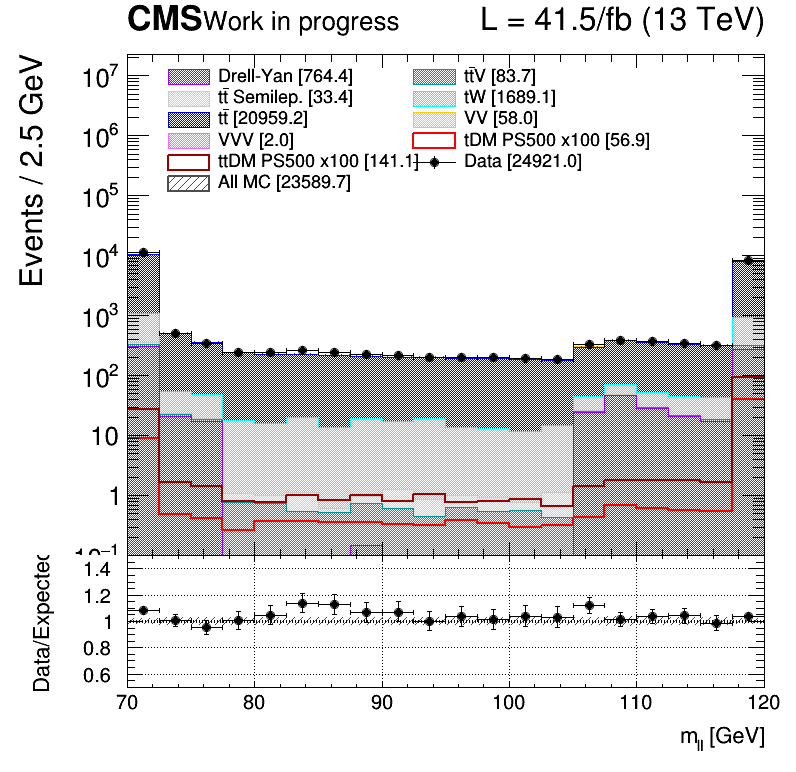 CMS Work in progress L = 41.5/fb (13 TeV)
Events / 2.5 GeV
10⁷
10⁶
10⁵
10⁴
10³
10²
10
1
10⁻¹
Drell-Yan [764.4]
tt̄V [83.7]
tt̄ Semilep. [33.4]
tW [1689.1]
tt̄ [20959.2]
VV [58.0]
VVV [2.0]
tDM PS500 x100 [56.9]
ttDM PS500 x100 [141.1]
Data [24921.0]
All MC [23589.7]
Data/Expected
1.4
1.2
1
0.8
0.6
70 80 90 100 110 120
m_ll [GeV]